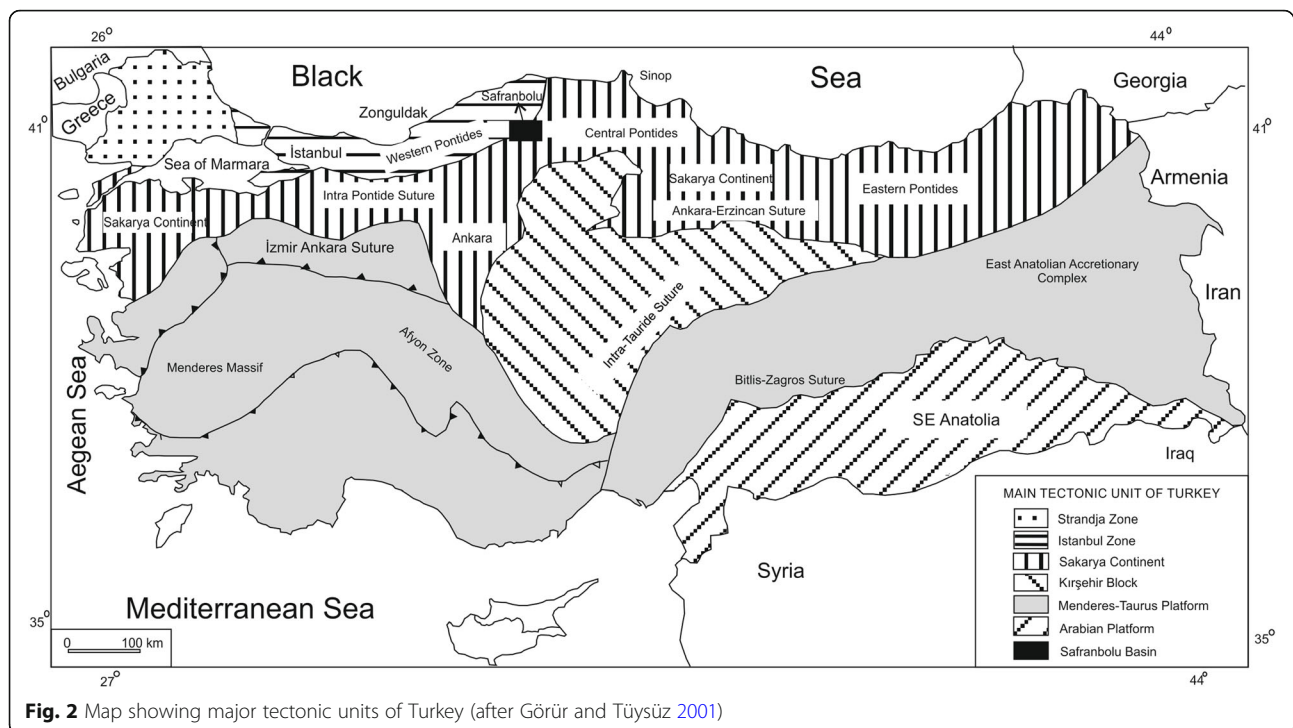 26°
44°
Bulgaria
Black
Sinop
Sea
Georgia
Greece
Safranbolu
Zonguldak
41°
41°
İstanbul
Western Pontides
Central Pontides
Sea of Marmara
Armenia
Sakarya Continent
Eastern Pontides
Intra Pontide Suture
Sakarya Continent
Ankara-Erzincan Suture
Ankara
İzmir Ankara Suture
East Anatolian Accretionary
Complex
Iran
Intra-Tauride Suture
Afyon Zone
Menderes Massif
Bitlis-Zagros Suture
Aegean Sea
SE Anatolia
Iraq
MAIN TECTONIC UNIT OF TURKEY
Strandja Zone
Istanbul Zone
Sakarya Continent
Kırşehir Block
Menderes-Taurus Platform
Arabian Platform
Safranbolu Basin
Syria
Mediterranean Sea
35°
35°
0 100 km
27°
44°
Fig. 2 Map showing major tectonic units of Turkey (after Görür and Tüysüz 2001)